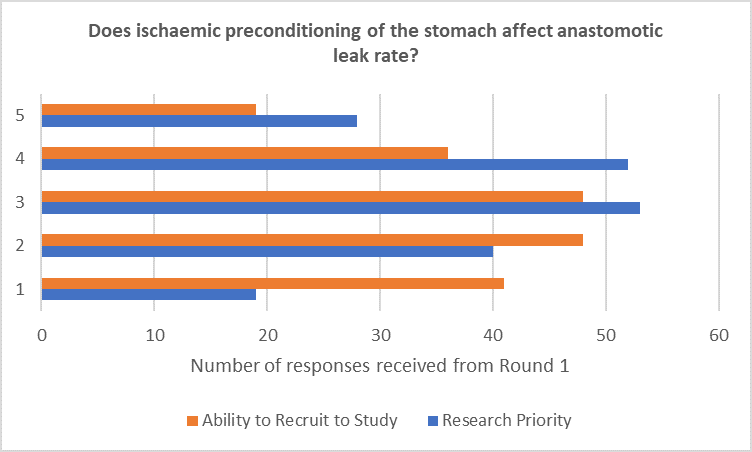 Does ischaemic preconditioning of the stomach affect anastomotic
leak rate?
5
4
3
2
1
0 10 20 30 40 50 60
Number of responses received from Round 1
Ability to Recruit to Study Research Priority